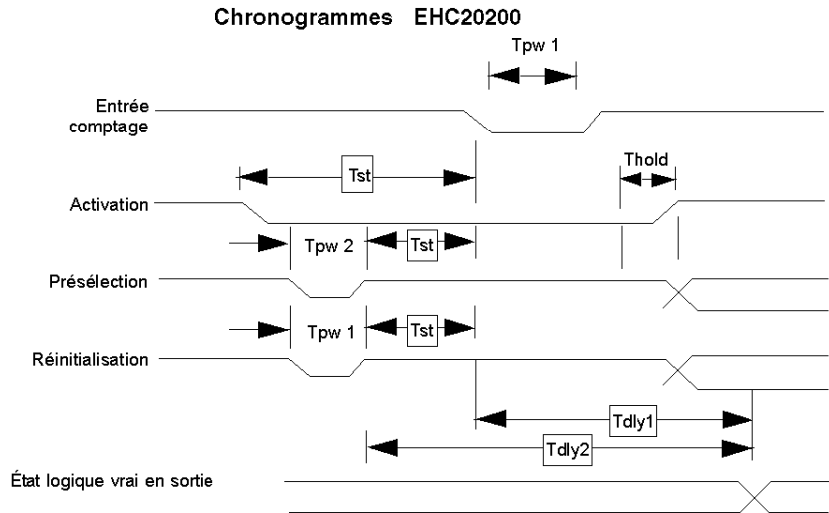 Chronogrammes EHC20200
Tpw 1
Entrée
comptage
Tst
Thold
Activation
Tpw 2
Tst
Présélection
Tpw 1
Tst
Réinitialisation
Tdly1
Tdly2
État logique vrai en sortie